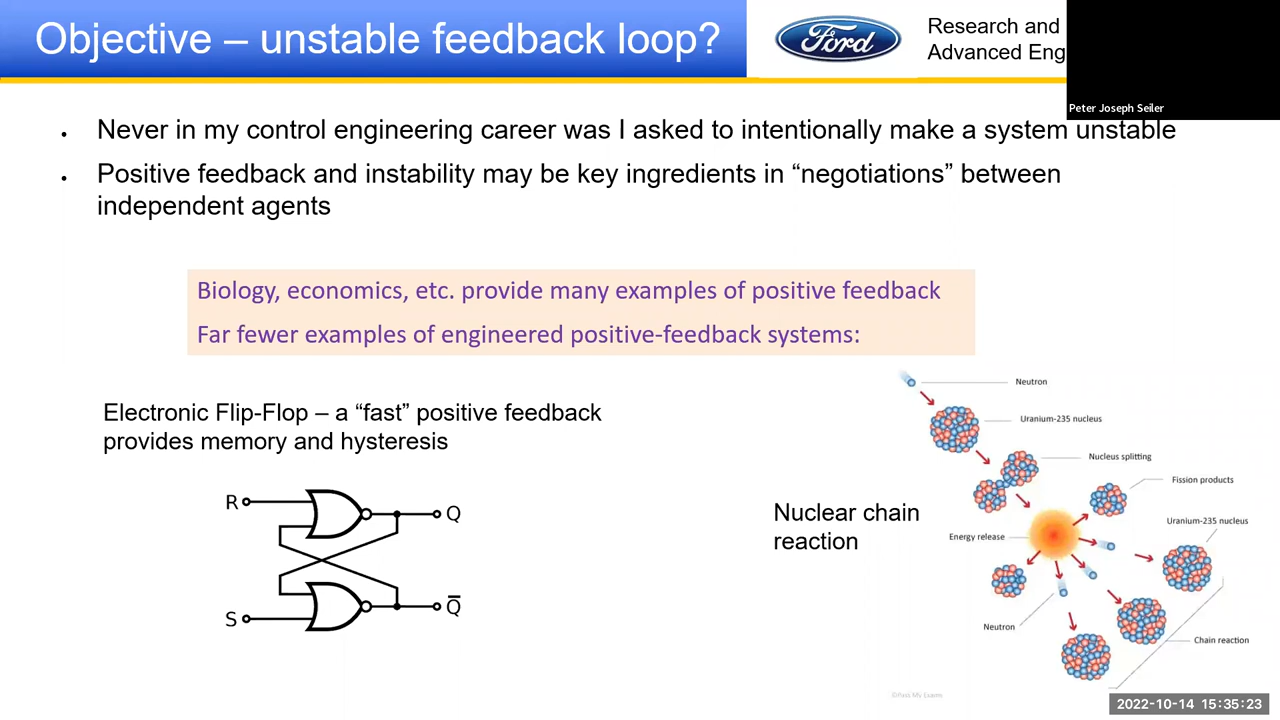 Objective – unstable feedback loop?
Ford
Research and
Advanced Eng
Peter Joseph Seiler
• Never in my control engineering career was I asked to intentionally make a system unstable
• Positive feedback and instability may be key ingredients in “negotiations” between
independent agents
Biology, economics, etc. provide many examples of positive feedback
Far fewer examples of engineered positive-feedback systems:
Electronic Flip-Flop – a “fast” positive feedback
provides memory and hysteresis
R
Q
S
Q̅
Nuclear chain
reaction
Neutron
Uranium-235 nucleus
Nucleus splitting
Fission products
Uranium-235 nucleus
Energy release
Neutron
Chain reaction
©First My Exams
2022-10-14 15:35:23